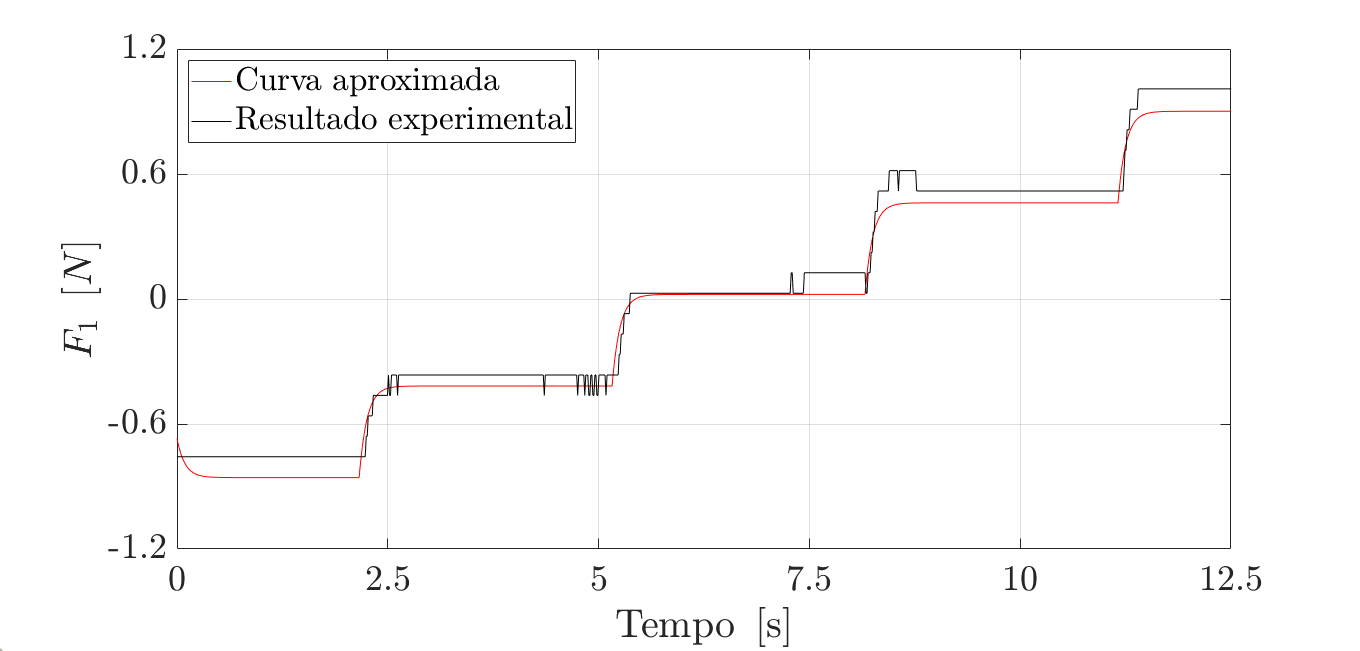 1.2
Curva aproximada
Resultado experimental
0.6
0
-0.6
-1.2
F₁ [N]
0 2.5 5 7.5 10 12.5
Tempo [s]